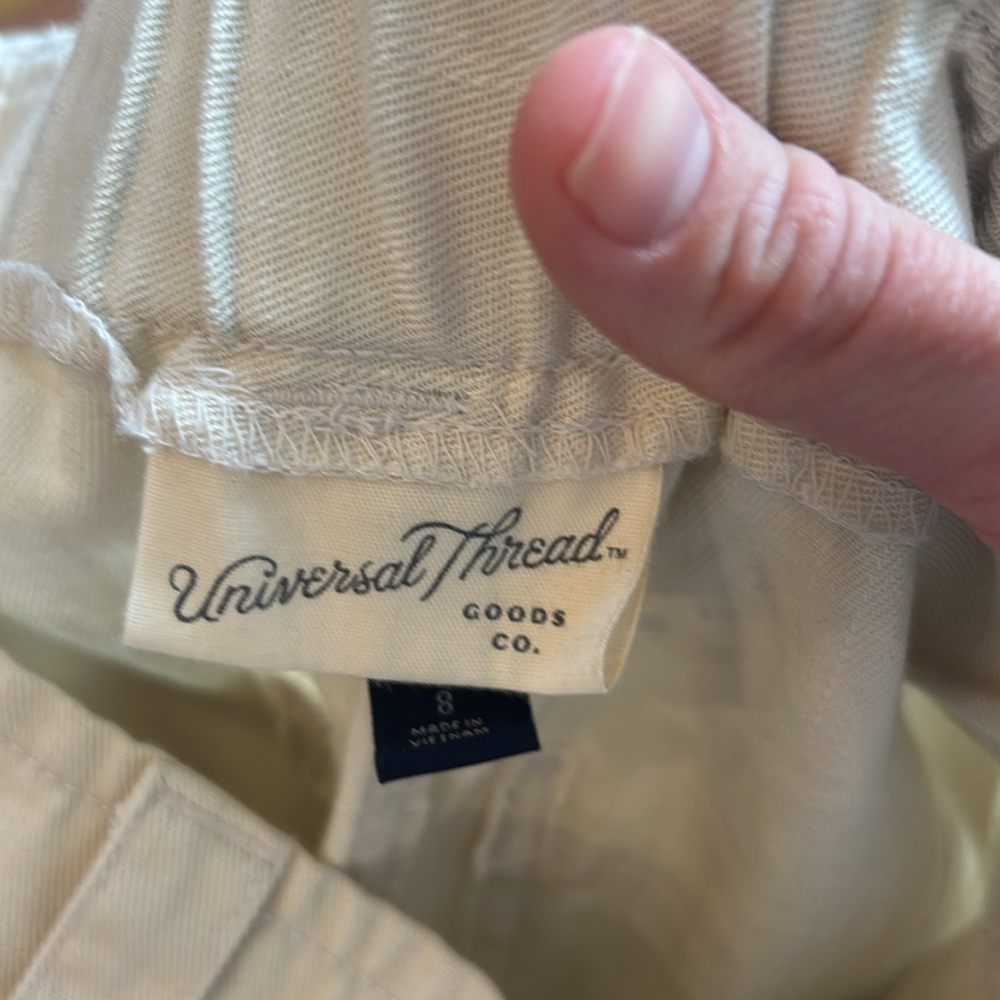 Universal Thread™
GOODS
CO.
8
MADE IN
VIETNAM